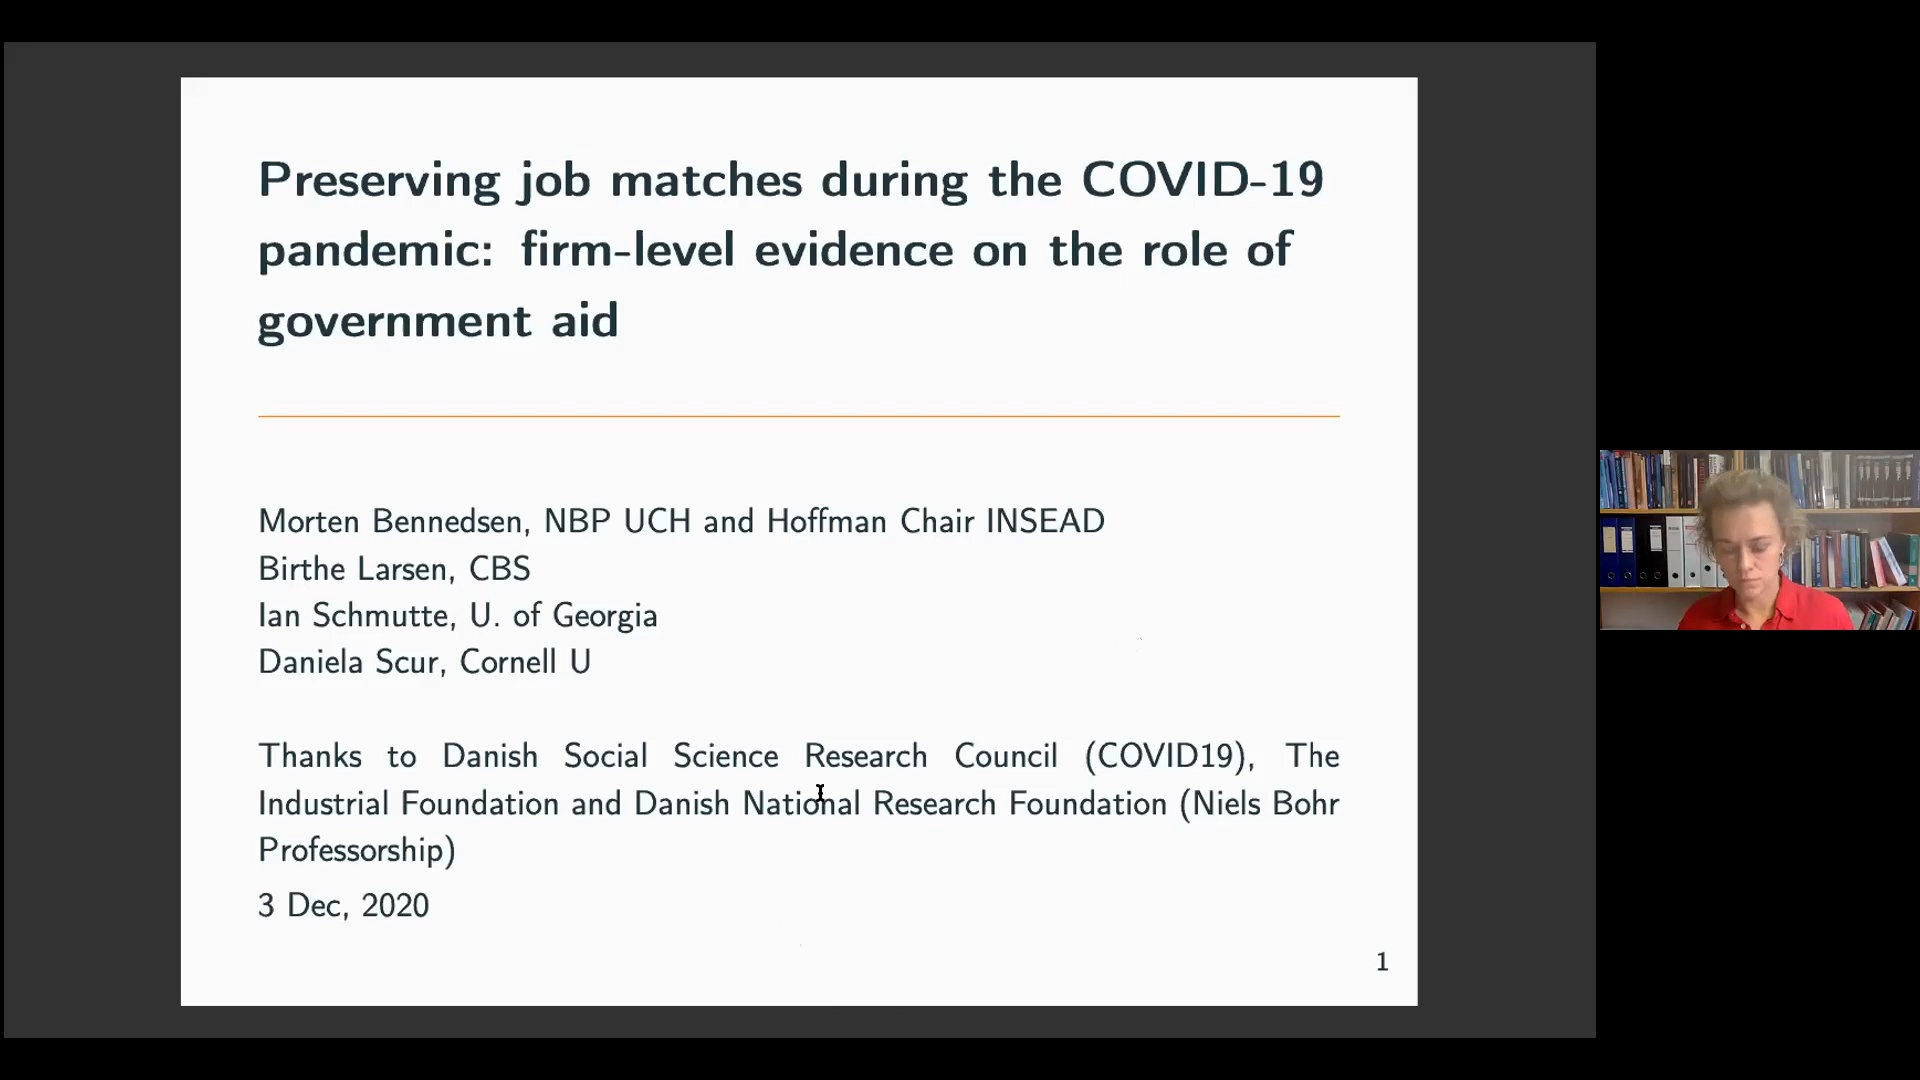 Preserving job matches during the COVID-19
pandemic: firm-level evidence on the role of
government aid
Morten Bennedsen, NBP UCH and Hoffman Chair INSEAD
Birthe Larsen, CBS
Ian Schmutte, U. of Georgia
Daniela Scur, Cornell U
Thanks to Danish Social Science Research Council (COVID19), The
Industrial Foundation and Danish National Research Foundation (Niels Bohr
Professorship)
3 Dec, 2020
1